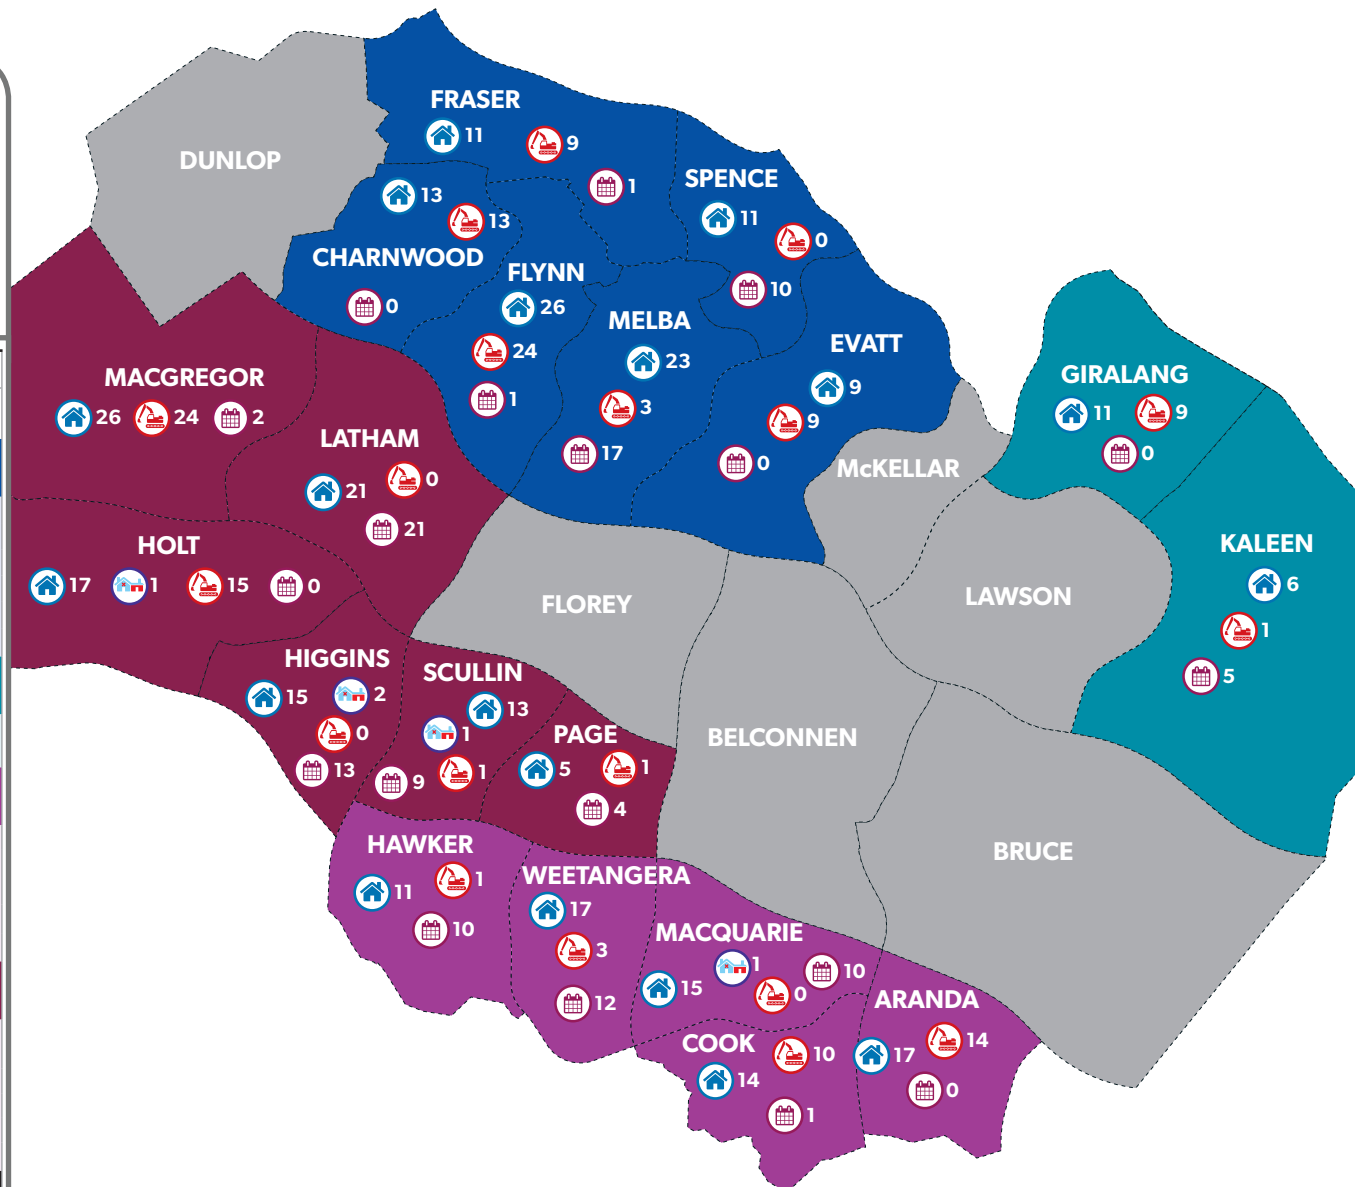 DUNLOP
FRASER
11 9
1
SPENCE
11 0
10
13
13
CHARNWOOD
0
FLYNN
26
24
1
MELBA
23
3
17
EVATT
9
9
0
GIRALANG
11 9
0
MACGREGOR
26 24 2
LATHAM
21 0
21
McKELLAR
KALEEN
6
1
5
HOLT
17 1 15 0
FLOREY
LAWSON
HIGGINS
15 2
0
13
SCULLIN
13
1
9 1
PAGE
5 1
4
BELCONNEN
BRUCE
HAWKER
11 1
10
WEETANGERA
17
3
12
MACQUARIE
15 1 0 10
ARANDA
17 14
0
COOK
14 10
1